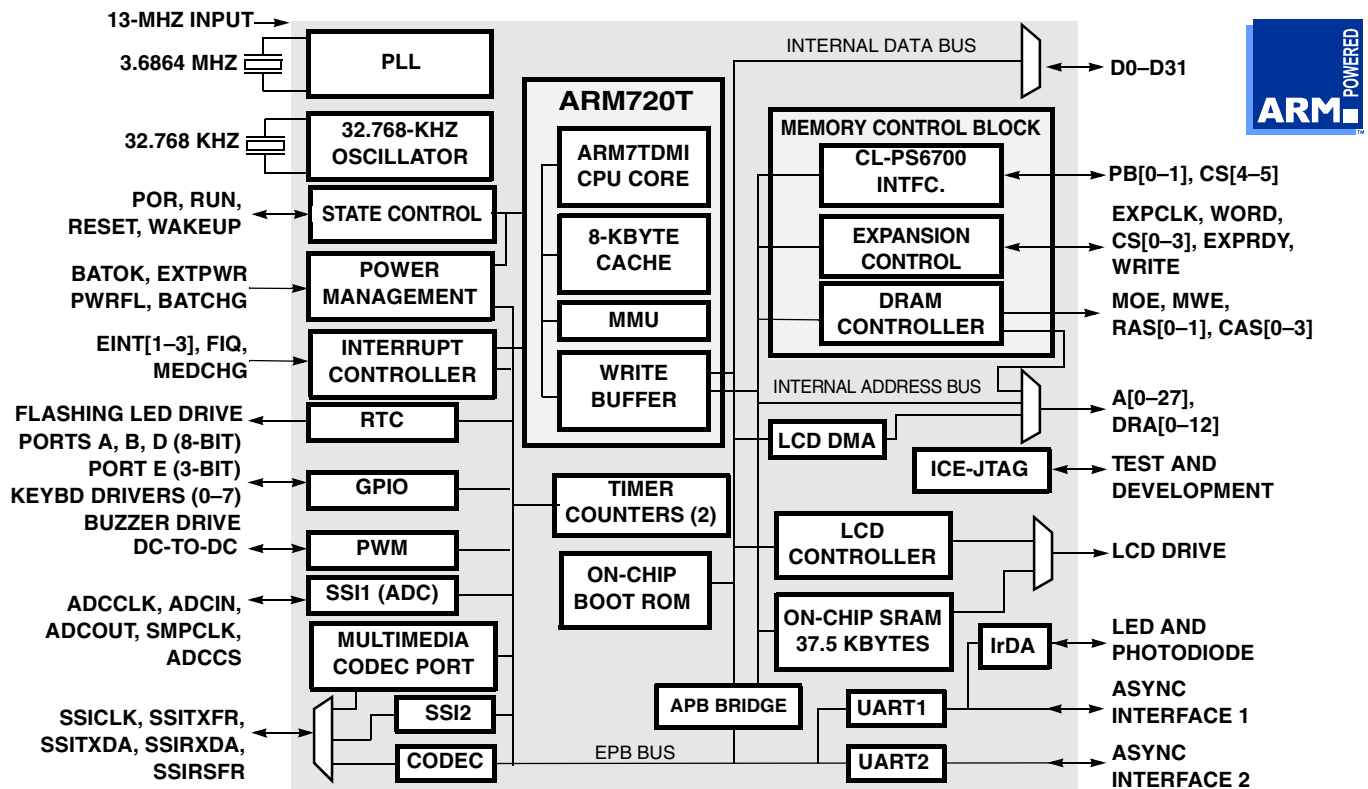 13-MHZ INPUT
3.6864 MHZ
PLL
32.768 KHZ
32.768-KHZ
OSCILLATOR
POR, RUN,
RESET, WAKEUP
STATE CONTROL
BATOK, EXTPWR
PWRFL, BATCHG
POWER
MANAGEMENT
EINT[1–3], FIQ,
MEDCHG
INTERRUPT
CONTROLLER
FLASHING LED DRIVE
RTC
PORTS A, B, D (8-BIT)
PORT E (3-BIT)
KEYBD DRIVERS (0–7)
GPIO
BUZZER DRIVE
DC-TO-DC
PWM
ADCCLK, ADCIN,
ADCOUT, SMPCLK,
ADCCS
SSI1 (ADC)
MULTIMEDIA
CODEC PORT
SSICLK, SSITXFR,
SSITXDA, SSIRXDA,
SSIRSFR
SSI2
CODEC
ARM720T
ARM7TDMI
CPU CORE
8-KBYTE
CACHE
MMU
WRITE
BUFFER
TIMER
COUNTERS (2)
ON-CHIP
BOOT ROM
EPB BUS
APB BRIDGE
INTERNAL DATA BUS
D0–D31
MEMORY CONTROL BLOCK
CL-PS6700
INTFC.
PB[0–1], CS[4–5]
EXPANSION
CONTROL
EXPCLK, WORD,
CS[0–3], EXPRDY,
WRITE
DRAM
CONTROLLER
MOE, MWE,
RAS[0–1], CAS[0–3]
INTERNAL ADDRESS BUS
A[0–27],
DRA[0–12]
LCD DMA
ICE-JTAG
TEST AND
DEVELOPMENT
LCD
CONTROLLER
LCD DRIVE
ON-CHIP SRAM
37.5 KBYTES
IrDA
LED AND
PHOTODIODE
UART1
ASYNC
INTERFACE 1
UART2
ASYNC
INTERFACE 2
ARM
POWERED
TM